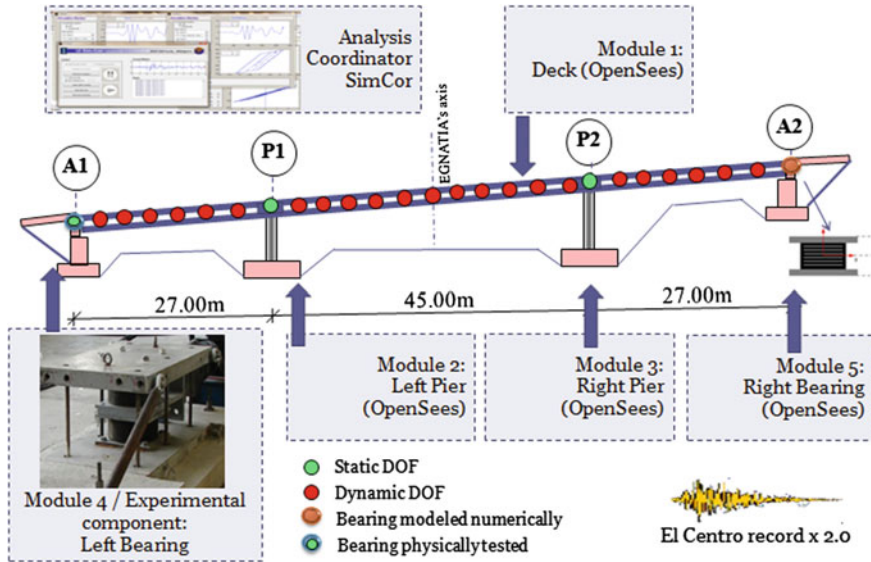 Analysis
Coordinator
SimCor
Module 1:
Deck (OpenSees)
EGNATIA's axis
A1
P1
P2
A2
27.00m
45.00m
27.00m
Module 2:
Left Pier
(OpenSees)
Module 3:
Right Pier
(OpenSees)
Module 5:
Right Bearing
(OpenSees)
Module 4 / Experimental
component:
Left Bearing
Static DOF
Dynamic DOF
Bearing modeled numerically
Bearing physically tested
El Centro record x 2.0